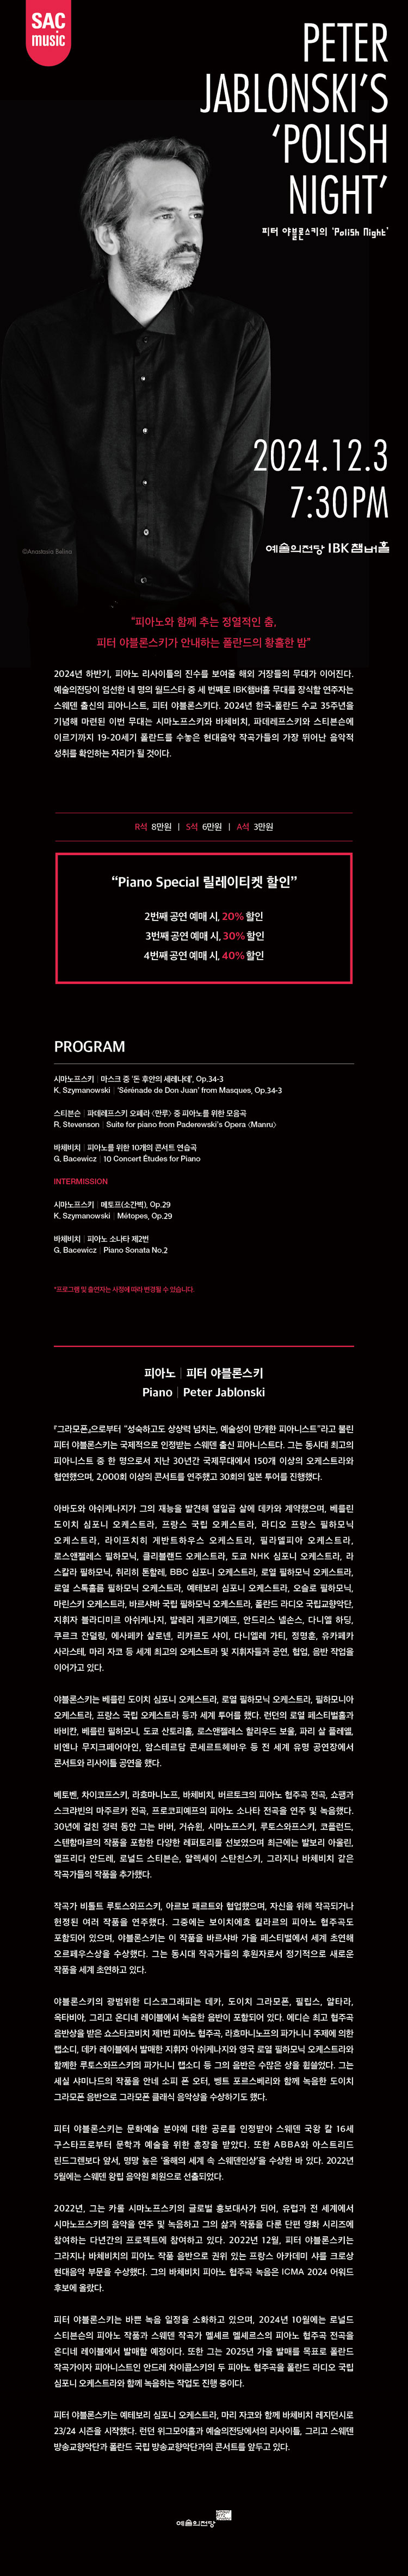 SAC
music
PETER
JABLONSKI'S
'POLISH
NIGHT'
피터 야블론스키의 'Polish Night'
2024.12.3
7:30PM
예술의전당 IBK챔버홀
©Anastasia Belina
"피아노와 함께 추는 정열적인 춤,
피터 야블론스키가 안내하는 폴란드의 황홀한 밤"
2024년 하반기, 피아노 리사이틀의 진수를 보여줄 해외 거장들의 무대가 이어진다.
예술의전당이 엄선한 네 명의 월드스타 중 세 번째로 IBK챔버홀 무대를 장식할 연주자는
스웨덴 출신의 피아니스트, 피터 야블론스키다. 2024년 한국-폴란드 수교 35주년을
기념해 마련된 이번 무대는 시마노프스키와 바체비치, 파데레프스키와 스티븐슨에
이르기까지 19-20세기 폴란드를 수놓은 현대음악 작곡가들의 가장 뛰어난 음악적
성취를 확인하는 자리가 될 것이다.
R석 8만원 | S석 6만원 | A석 3만원
"Piano Special 릴레이티켓 할인"
2번째 공연 예매 시, 20% 할인
3번째 공연 예매 시, 30% 할인
4번째 공연 예매 시, 40% 할인
PROGRAM
시마노프스키 | 마스크 중 '돈 후안의 세레나데', Op.34-3
K. Szymanowski | 'Sérénade de Don Juan' from Masques, Op.34-3
스티븐슨 | 파데레프스키 오페라 〈만루〉 중 피아노를 위한 모음곡
R. Stevenson | Suite for piano from Paderewski's Opera 〈Manru〉
바체비치 | 피아노를 위한 10개의 콘서트 연습곡
G. Bacewicz | 10 Concert Études for Piano
INTERMISSION
시마노프스키 | 메토프(소간벽), Op.29
K. Szymanowski | Métopes, Op.29
바체비치 | 피아노 소나타 제2번
G. Bacewicz | Piano Sonata No.2
*프로그램 및 출연자는 사정에 따라 변경될 수 있습니다.
피아노 | 피터 야블론스키
Piano | Peter Jablonski
『그라모폰』으로부터 "성숙하고도 상상력 넘치는, 예술성이 만개한 피아니스트"라고 불린
피터 야블론스키는 국제적으로 인정받는 스웨덴 출신 피아니스트다. 그는 동시대 최고의
피아니스트 중 한 명으로서 지난 30년간 국제무대에서 150개 이상의 오케스트라와
협연했으며, 2,000회 이상의 콘서트를 연주했고 30회의 일본 투어를 진행했다.
아바도와 아쉬케나지가 그의 재능을 발견해 열일곱 살에 데카와 계약했으며, 베를린
도이치 심포니 오케스트라, 프랑스 국립 오케스트라, 라디오 프랑스 필하모닉
오케스트라, 라이프치히 게반트하우스 오케스트라, 필라델피아 오케스트라,
로스앤젤레스 필하모닉, 클리블랜드 오케스트라, 도쿄 NHK 심포니 오케스트라, 라
스칼라 필하모닉, 취리히 톤할레, BBC 심포니 오케스트라, 로열 필하모닉 오케스트라,
로열 스톡홀름 필하모닉 오케스트라, 예테보리 심포니 오케스트라, 오슬로 필하모닉,
마린스키 오케스트라, 바르샤바 국립 필하모닉 오케스트라, 폴란드 라디오 국립교향악단,
지휘자 블라디미르 아쉬케나지, 발레리 게르기예프, 안드리스 넬손스, 다니엘 하딩,
쿠르크 잔덜링, 에사페카 살로넨, 리카르도 샤이, 다니엘레 가티, 정명훈, 유카페카
사라스테, 마리 자코 등 세계 최고의 오케스트라 및 지휘자들과 공연, 협업, 음반 작업을
이어가고 있다.
야블론스키는 베를린 도이치 심포니 오케스트라, 로열 필하모닉 오케스트라, 필하모니아
오케스트라, 프랑스 국립 오케스트라 등과 세계 투어를 했다. 런던의 로열 페스티벌홀과
바비칸, 베를린 필하모니, 도쿄 산토리홀, 로스앤젤레스 할리우드 보울, 파리 살 플레옐,
비엔나 무지크페어아인, 암스테르담 콘세르트헤바우 등 전 세계 유명 공연장에서
콘서트와 리사이틀 공연을 했다.
베토벤, 차이코프스키, 라흐마니노프, 바체비치, 버르토크의 피아노 협주곡 전곡, 쇼팽과
스크랴빈의 마주르카 전곡, 프로코피예프의 피아노 소나타 전곡을 연주 및 녹음했다.
30년에 걸친 경력 동안 그는 바버, 거슈윈, 시마노프스키, 루토스와프스키, 코플런드,
스텐함마르의 작품을 포함한 다양한 레퍼토리를 선보였으며 최근에는 발보리 아울린,
엘프리다 안드레, 로널드 스티븐슨, 알렉세이 스탄친스키, 그라지나 바체비치 같은
작곡가들의 작품을 추가했다.
작곡가 비톨트 루토스와프스키, 아르보 패르트와 협업했으며, 자신을 위해 작곡되거나
헌정된 여러 작품을 연주했다. 그중에는 보이치에흐 킬라르의 피아노 협주곡도
포함되어 있으며, 야블론스키는 이 작품을 바르샤바 가을 페스티벌에서 세계 초연해
오르페우스상을 수상했다. 그는 동시대 작곡가들의 후원자로서 정기적으로 새로운
작품을 세계 초연하고 있다.
야블론스키의 광범위한 디스코그래피는 데카, 도이치 그라모폰, 필립스, 알타라,
옥타비아, 그리고 온디네 레이블에서 녹음한 음반이 포함되어 있다. 에디슨 최고 협주곡
음반상을 받은 쇼스타코비치 제1번 피아노 협주곡, 라흐마니노프의 파가니니 주제에 의한
랩소디, 데카 레이블에서 발매한 지휘자 아쉬케나지와 영국 로열 필하모닉 오케스트라와
함께한 루토스와프스키의 파가니니 랩소디 등 그의 음반은 수많은 상을 휩쓸었다. 그는
세실 샤미나드의 작품을 안네 소피 폰 오터, 벵트 포르스베리와 함께 녹음한 도이치
그라모폰 음반으로 그라모폰 클래식 음악상을 수상하기도 했다.
피터 야블론스키는 문화예술 분야에 대한 공로를 인정받아 스웨덴 국왕 칼 16세
구스타프로부터 문학과 예술을 위한 훈장을 받았다. 또한 ABBA와 아스트리드
린드그렌보다 앞서, 명망 높은 '올해의 세계 속 스웨덴인상'을 수상한 바 있다. 2022년
5월에는 스웨덴 왕립 음악원 회원으로 선출되었다.
2022년, 그는 카롤 시마노프스키의 글로벌 홍보대사가 되어, 유럽과 전 세계에서
시마노프스키의 음악을 연주 및 녹음하고 그의 삶과 작품을 다룬 단편 영화 시리즈에
참여하는 다년간의 프로젝트에 참여하고 있다. 2022년 12월, 피터 야블론스키는
그라지나 바체비치의 피아노 작품 음반으로 권위 있는 프랑스 아카데미 샤를 크로상
현대음악 부문을 수상했다. 그의 바체비치 피아노 협주곡 녹음은 ICMA 2024 어워드
후보에 올랐다.
피터 야블론스키는 바쁜 녹음 일정을 소화하고 있으며, 2024년 10월에는 로널드
스티븐슨의 피아노 작품과 스웨덴 작곡가 멜셰르 멜셰르스의 피아노 협주곡 전곡을
온디네 레이블에서 발매할 예정이다. 또한 그는 2025년 가을 발매를 목표로 폴란드
작곡가이자 피아니스트인 안드레 차이콥스키의 두 피아노 협주곡을 폴란드 라디오 국립
심포니 오케스트라와 함께 녹음하는 작업도 진행 중이다.
피터 야블론스키는 예테보리 심포니 오케스트라, 마리 자코와 함께 바체비치 레지던시로
23/24 시즌을 시작했다. 런던 위그모어홀과 예술의전당에서의 리사이틀, 그리고 스웨덴
방송교향악단과 폴란드 국립 방송교향악단과의 콘서트를 앞두고 있다.
예술의전당